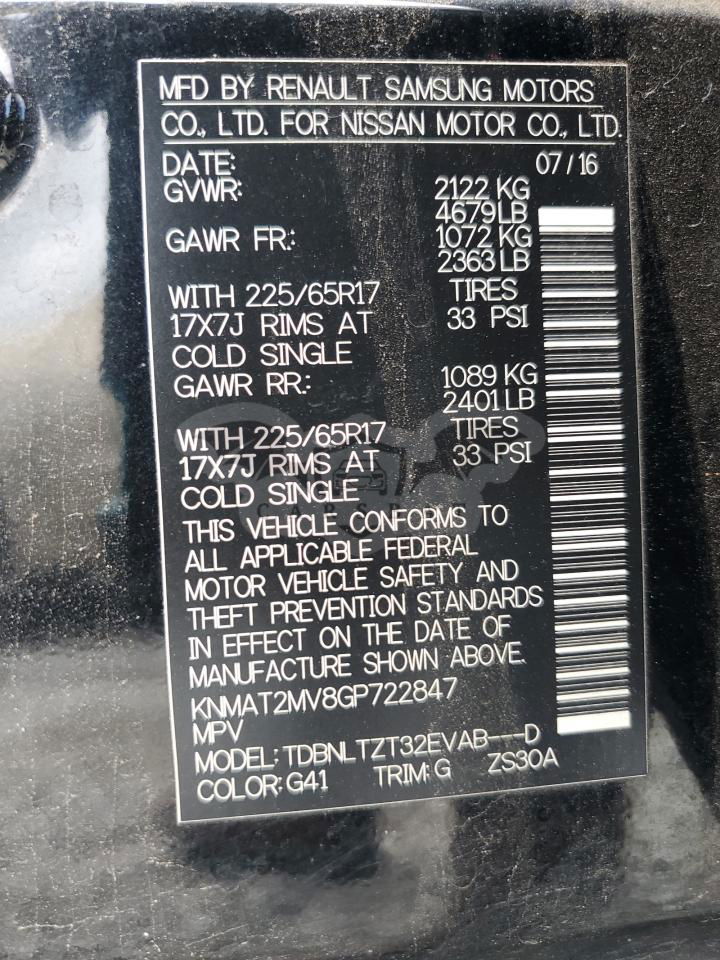 MFD BY RENAULT SAMSUNG MOTORS
CO., LTD. FOR NISSAN MOTOR CO., LTD.
DATE: 07/16
GVWR: 2122 KG
4679 LB
GAWR FR.: 1072 KG
2363 LB
WITH 225/65R17 TIRES
17X7J RIMS AT 33 PSI
COLD SINGLE
GAWR RR.: 1089 KG
2401 LB
WITH 225/65R17 TIRES
17X7J RIMS AT 33 PSI
COLD SINGLE
THIS VEHICLE CONFORMS TO
ALL APPLICABLE FEDERAL
MOTOR VEHICLE SAFETY AND
THEFT PREVENTION STANDARDS
IN EFFECT ON THE DATE OF
MANUFACTURE SHOWN ABOVE.
KNMAT2MV8GP722847
MPV
MODEL: TDBNLTZT32EVAB---D
COLOR: G41 TRIM: G ZS30A